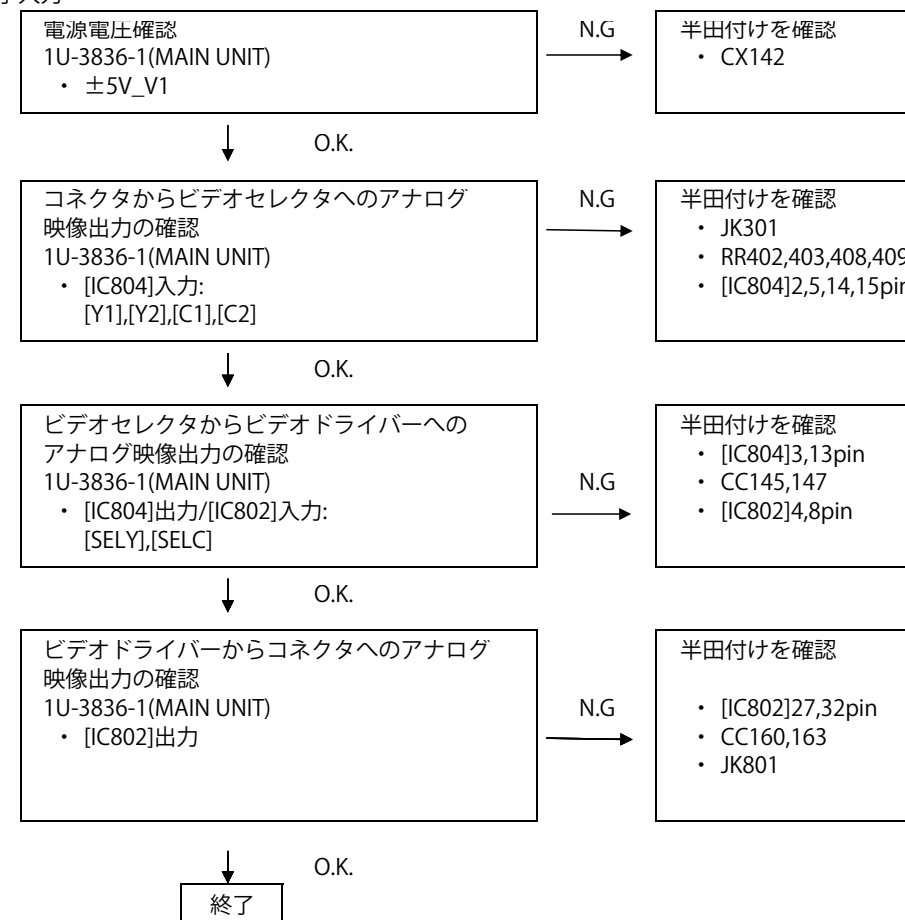 電源電圧確認
1U-3836-1(MAIN UNIT)
・ ±5V_V1
N.G
半田付けを確認
・ CX142
O.K.
コネクタからビデオセレクタへのアナログ
映像出力の確認
1U-3836-1(MAIN UNIT)
・ [IC804]入力:
[Y1],[Y2],[C1],[C2]
N.G
半田付けを確認
・ JK301
・ RR402,403,408,409
・ [IC804]2,5,14,15pin
O.K.
ビデオセレクタからビデオドライバーへの
アナログ映像出力の確認
1U-3836-1(MAIN UNIT)
・ [IC804]出力/[IC802]入力:
[SELY],[SELC]
N.G
半田付けを確認
・ [IC804]3,13pin
・ CC145,147
・ [IC802]4,8pin
O.K.
ビデオドライバーからコネクタへのアナログ
映像出力の確認
1U-3836-1(MAIN UNIT)
・ [IC802]出力
N.G
半田付けを確認
・ [IC802]27,32pin
・ CC160,163
・ JK801
O.K.
終了